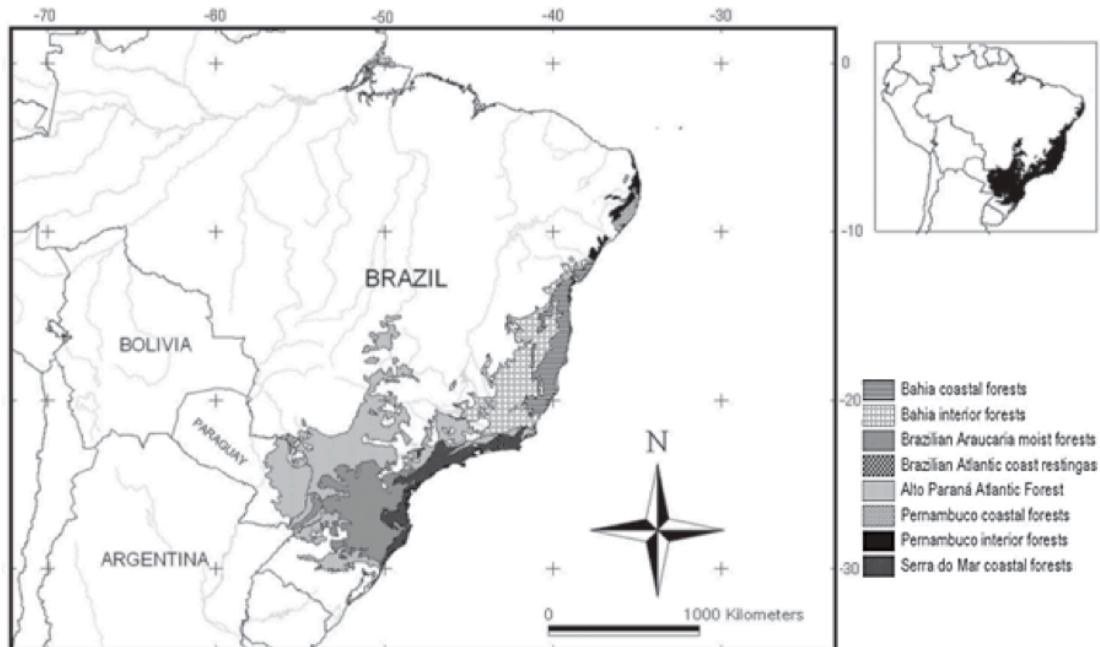 -70 -60 -50 -40 -30
0
-10
BRAZIL
BOLIVIA
-20
PARAGUAY
N
ARGENTINA
-30
0 1000 Kilometers
Bahia coastal forests
Bahia interior forests
Brazilian Araucaria moist forests
Brazilian Atlantic coast restingas
Alto Paraná Atlantic Forest
Pernambuco coastal forests
Pernambuco interior forests
Serra do Mar coastal forests